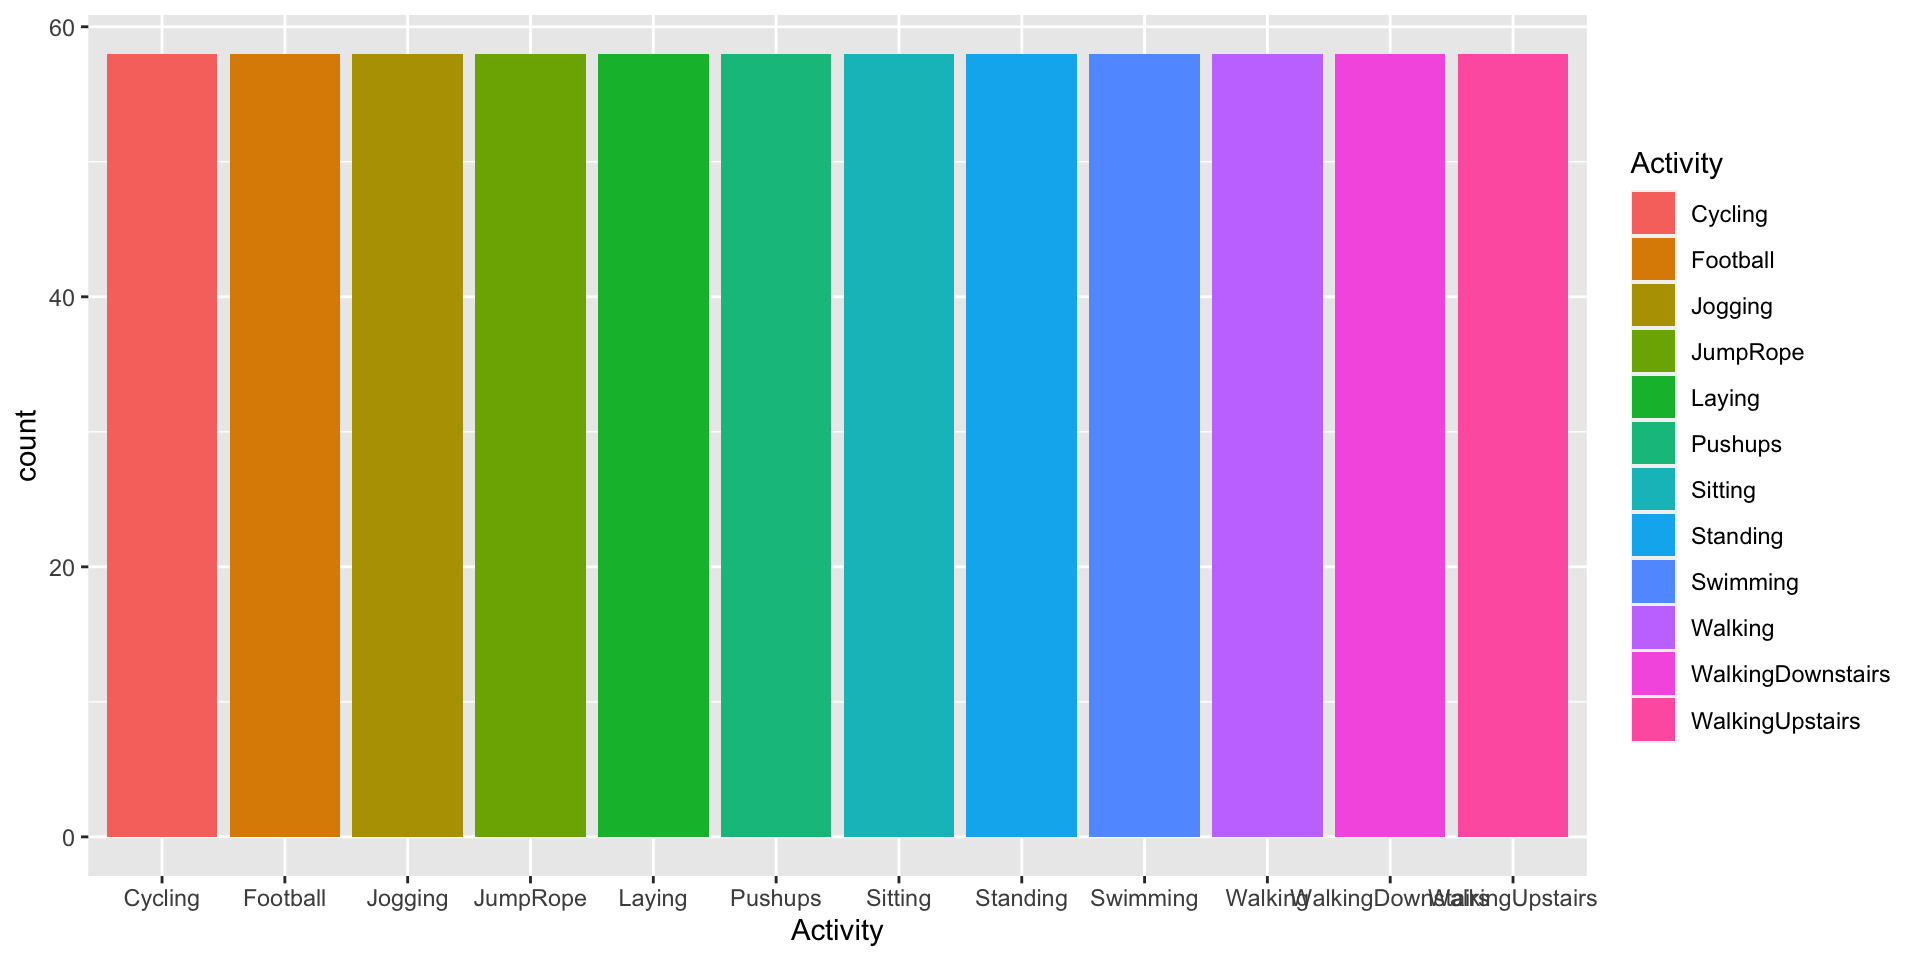 60
40
20
0
count
Cycling Football Jogging JumpRope Laying Pushups Sitting Standing Swimming Walking WalkingDownstairs WalkingUpstairs
Activity
Activity
Cycling
Football
Jogging
JumpRope
Laying
Pushups
Sitting
Standing
Swimming
Walking
WalkingDownstairs
WalkingUpstairs